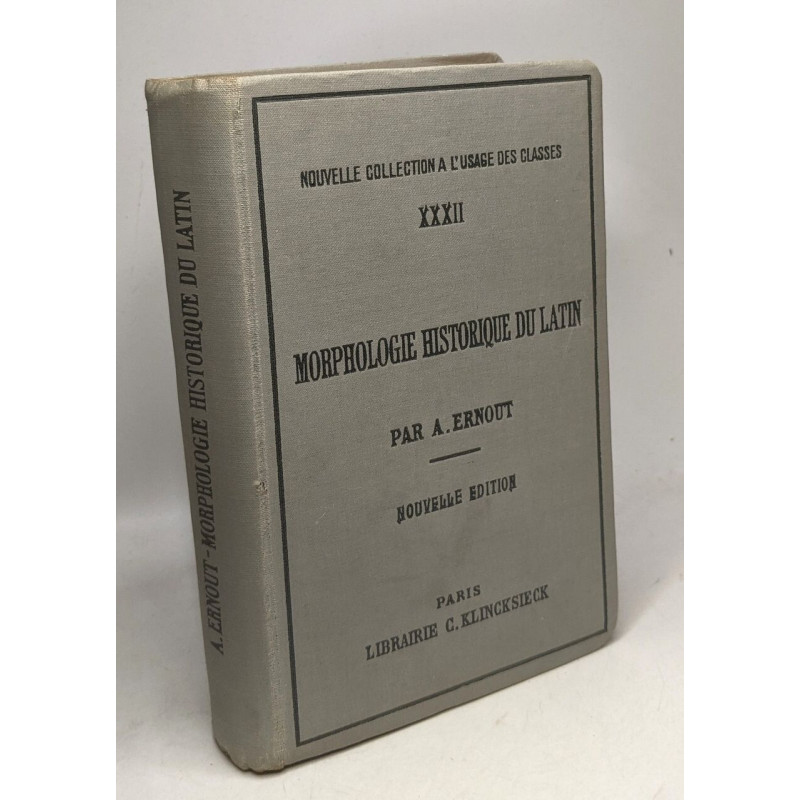 A. ERNOUT - MORPHOLOGIE HISTORIQUE DU LATIN
NOUVELLE COLLECTION A L'USAGE DES CLASSES
XXXII
MORPHOLOGIE HISTORIQUE DU LATIN
PAR A. ERNOUT
NOUVELLE EDITION
PARIS
LIBRAIRIE C. KLINCKSIECK